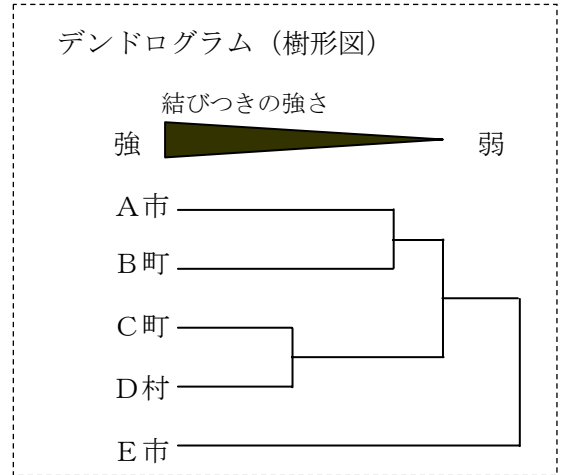 デンドログラム（樹形図）
結びつきの強さ
強 弱
Ａ市
Ｂ町
Ｃ町
Ｄ村
Ｅ市